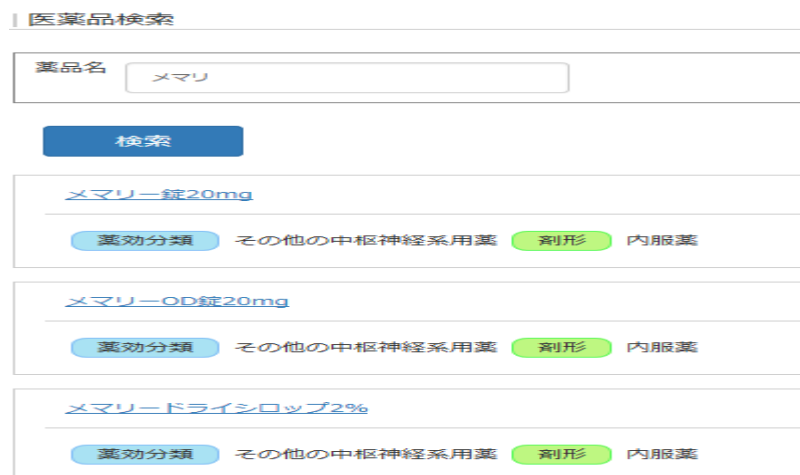 医薬品検索
薬品名 メマリ
検索
メマリー錠20mg
薬効分類 その他の中枢神経系用薬 剤形 内服薬
メマリーOD錠20mg
薬効分類 その他の中枢神経系用薬 剤形 内服薬
メマリードライシロップ2%
薬効分類 その他の中枢神経系用薬 剤形 内服薬